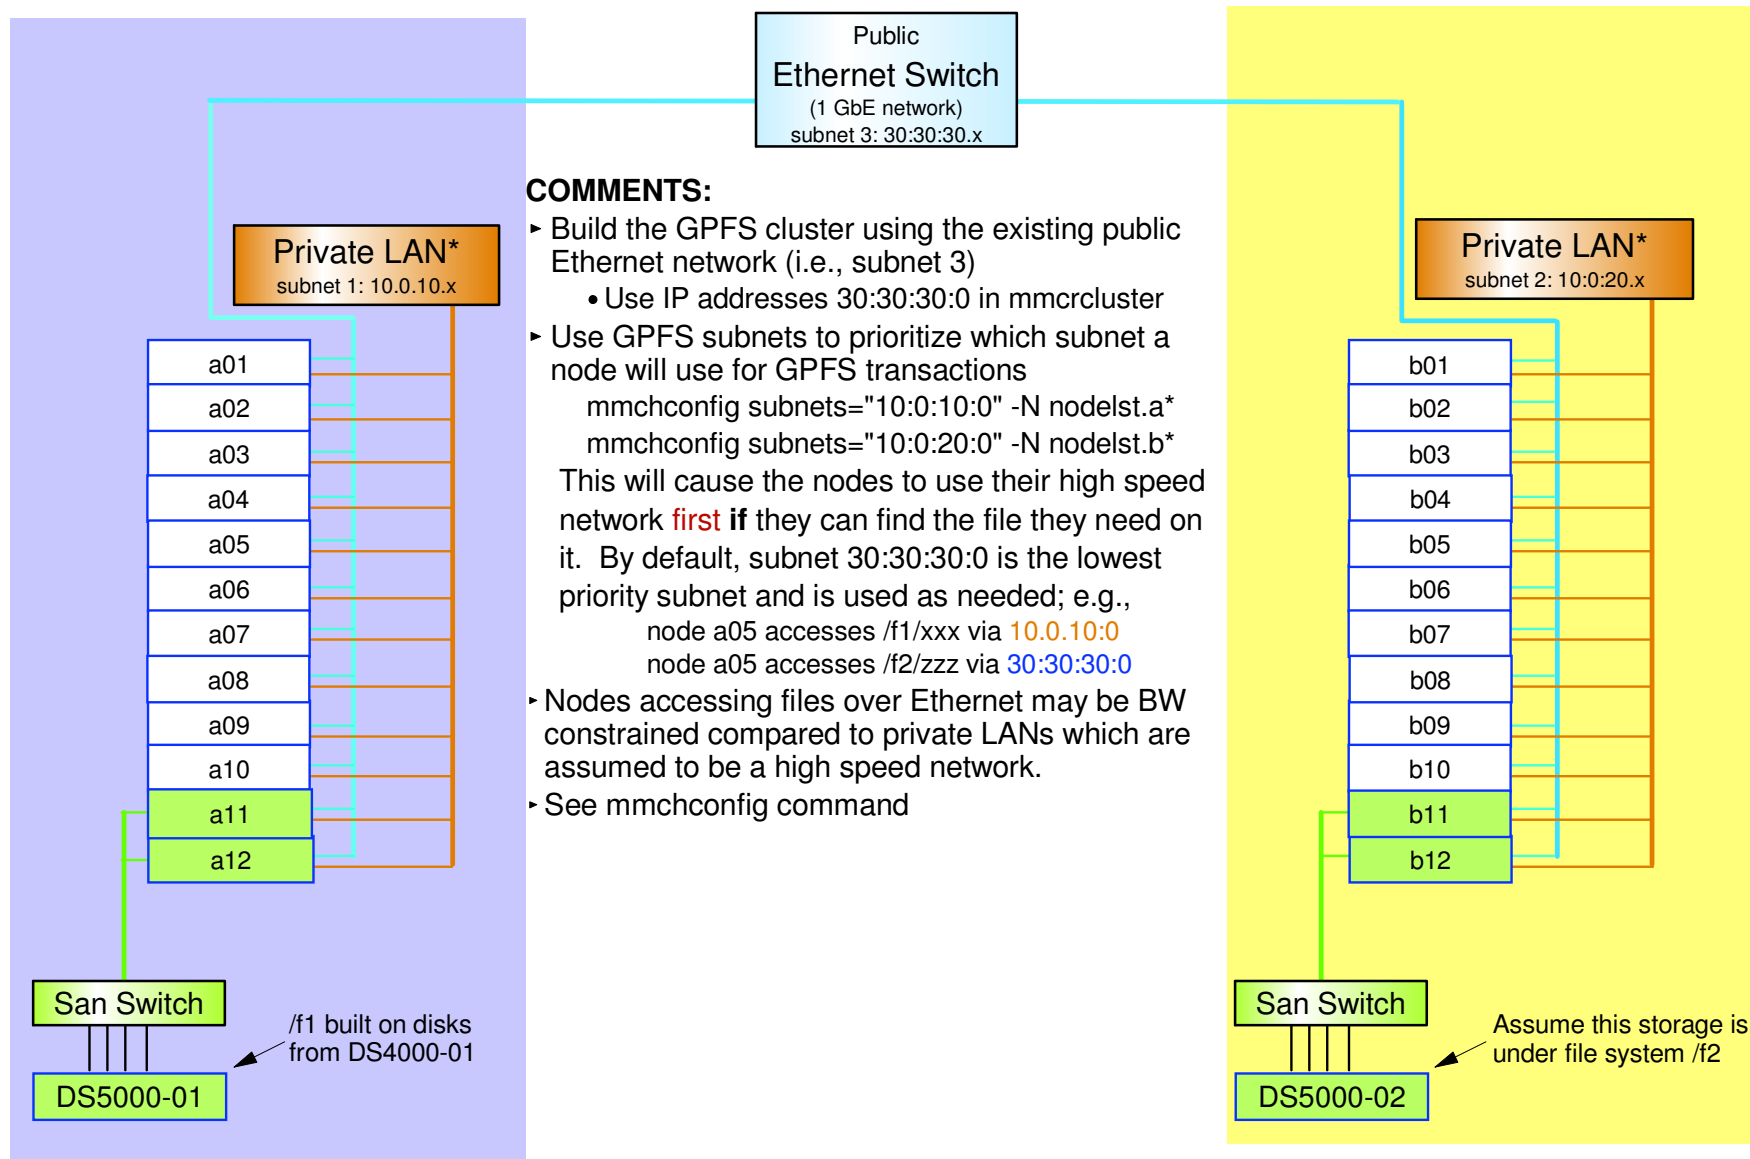 Public
Ethernet Switch
(1 GbE network)
subnet 3: 30:30:30.x
Private LAN*
subnet 1: 10.0.10.x
a01
a02
a03
a04
a05
a06
a07
a08
a09
a10
a11
a12
San Switch
/f1 built on disks
from DS4000-01
DS5000-01
COMMENTS:
► Build the GPFS cluster using the existing public
Ethernet network (i.e., subnet 3)
• Use IP addresses 30:30:30:0 in mmcrcluster
► Use GPFS subnets to prioritize which subnet a
node will use for GPFS transactions
mmchconfig subnets="10:0:10:0" -N nodelst.a*
mmchconfig subnets="10:0:20:0" -N nodelst.b*
This will cause the nodes to use their high speed
network first if they can find the file they need on
it. By default, subnet 30:30:30:0 is the lowest
priority subnet and is used as needed; e.g.,
node a05 accesses /f1/xxx via 10.0.10:0
node a05 accesses /f2/zzz via 30:30:30:0
► Nodes accessing files over Ethernet may be BW
constrained compared to private LANs which are
assumed to be a high speed network.
► See mmchconfig command
Private LAN*
subnet 2: 10:0:20.x
b01
b02
b03
b04
b05
b06
b07
b08
b09
b10
b11
b12
San Switch
Assume this storage is
under file system /f2
DS5000-02